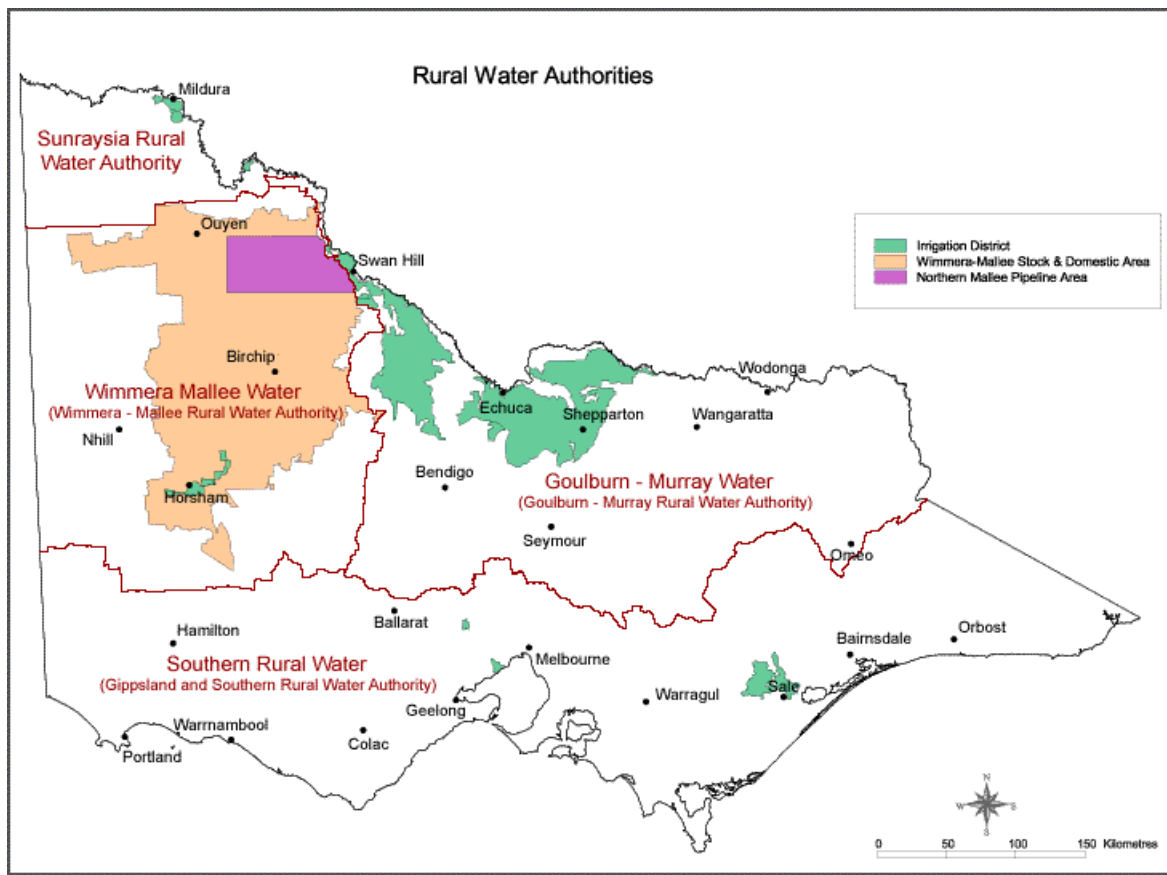 Rural Water Authorities
Mildura
Sunraysia Rural
Water Authority
Ouyen
Swan Hill
Irrigation District
Wimmera-Mallee Stock & Domestic Area
Northern Mallee Pipeline Area
Birchip
Wimmera Mallee Water
(Wimmera - Mallee Rural Water Authority)
Nhill
Horsham
Wodonga
Echuca
Shepparton
Wangaratta
Bendigo
Goulburn - Murray Water
(Goulburn - Murray Rural Water Authority)
Seymour
Omeo
Ballarat
Hamilton
Southern Rural Water
(Gippsland and Southern Rural Water Authority)
Melbourne
Bairnsdale
Orbost
Geelong
Warragul
Sale
Warrnambool
Colac
Portland
N
W S
S
0 50 100 150 Kilometres